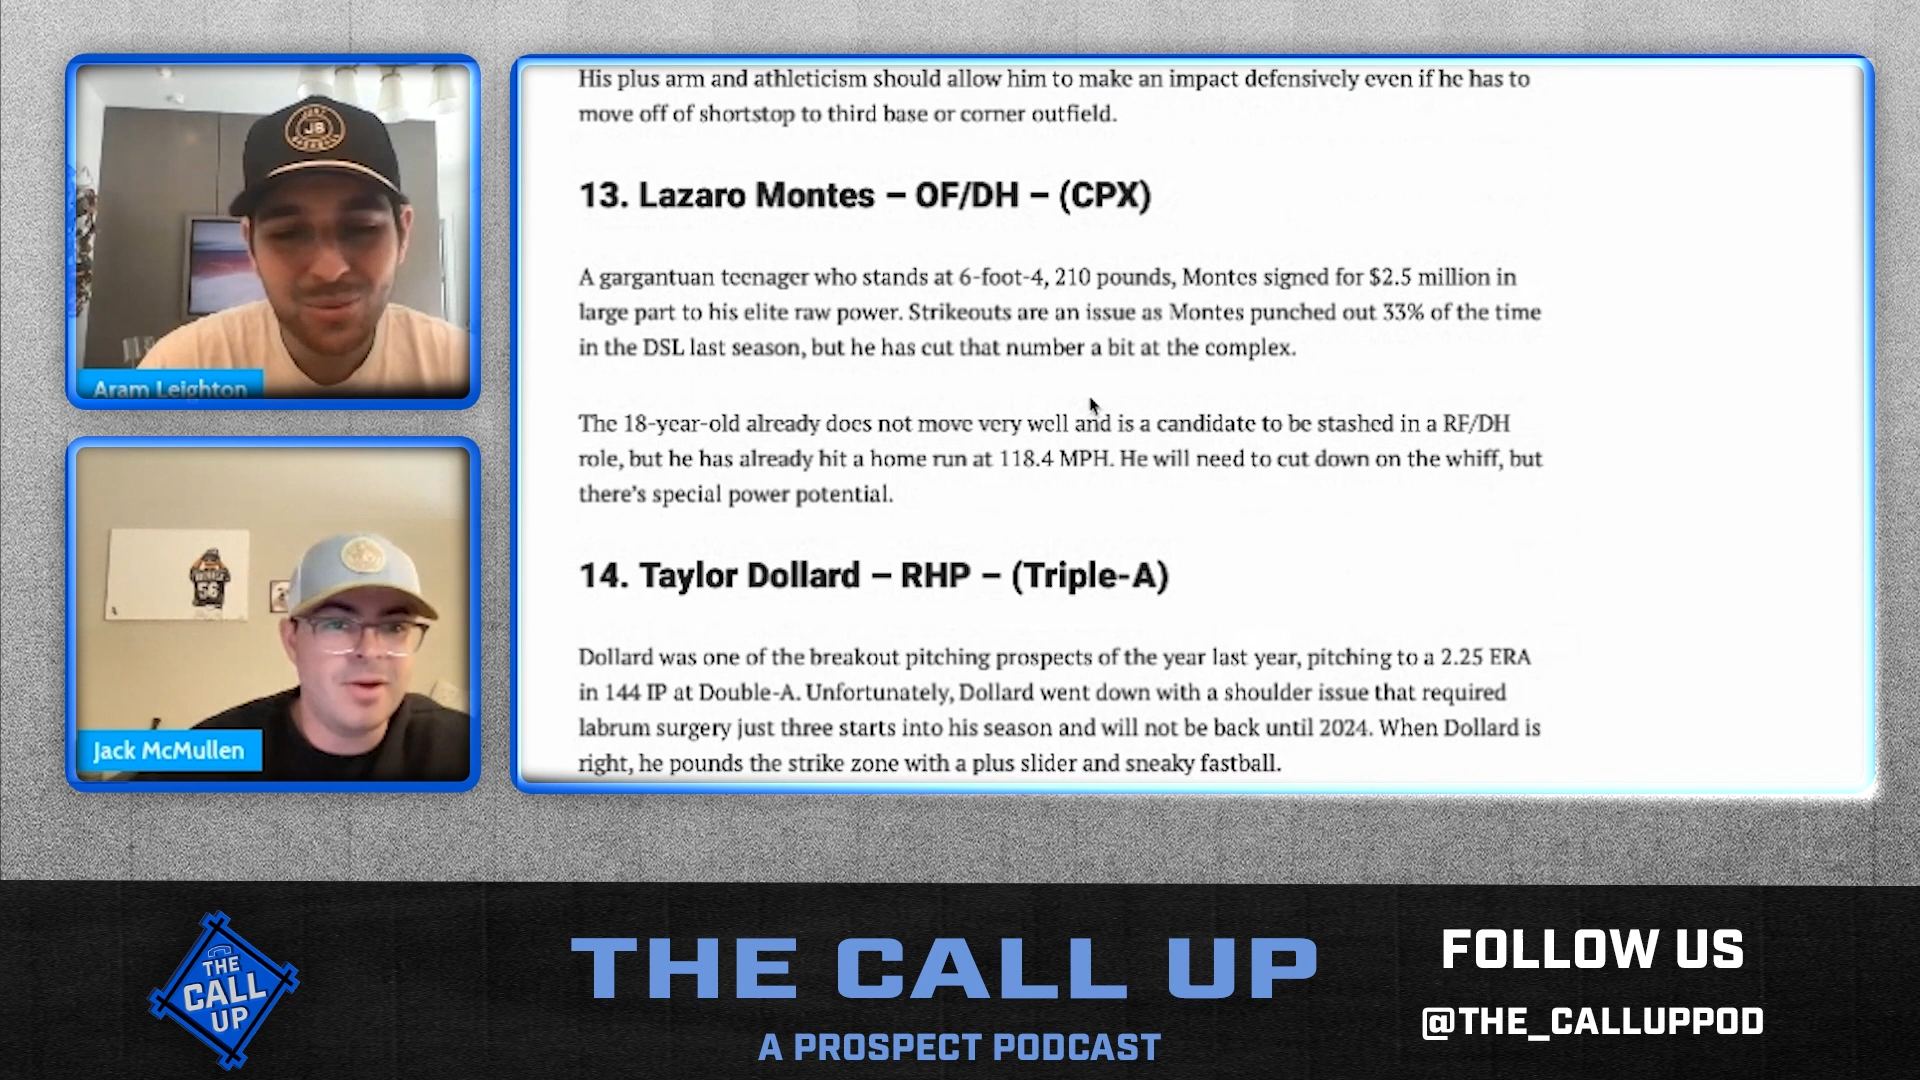 JB
Aram Leighton
56
Jack McMullen
His plus arm and athleticism should allow him to make an impact defensively even if he has to
move off of shortstop to third base or corner outfield.
13. Lazaro Montes – OF/DH – (CPX)
A gargantuan teenager who stands at 6-foot-4, 210 pounds, Montes signed for $2.5 million in
large part to his elite raw power. Strikeouts are an issue as Montes punched out 33% of the time
in the DSL last season, but he has cut that number a bit at the complex.
The 18-year-old already does not move very well and is a candidate to be stashed in a RF/DH
role, but he has already hit a home run at 118.4 MPH. He will need to cut down on the whiff, but
there’s special power potential.
14. Taylor Dollard – RHP – (Triple-A)
Dollard was one of the breakout pitching prospects of the year last year, pitching to a 2.25 ERA
in 144 IP at Double-A. Unfortunately, Dollard went down with a shoulder issue that required
labrum surgery just three starts into his season and will not be back until 2024. When Dollard is
right, he pounds the strike zone with a plus slider and sneaky fastball.
THE
CALL
UP
THE CALL UP
A PROSPECT PODCAST
FOLLOW US
@THE_CALLUPPOD